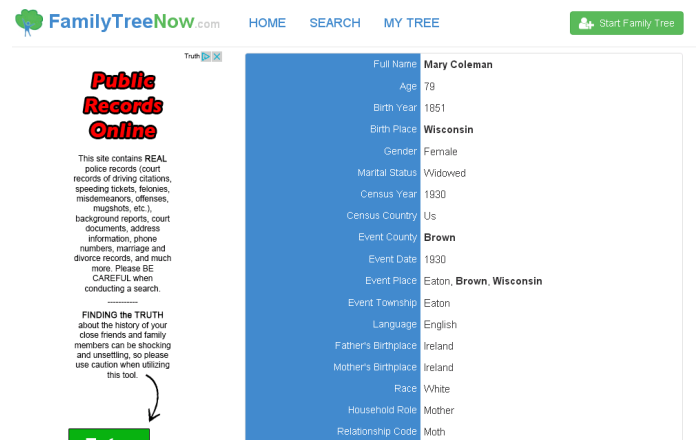 FamilyTreeNow.com
HOME SEARCH MY TREE
Start Family Tree
Truth
Public
Records
Online
This site contains REAL
police records (court
records of driving citations,
speeding tickets, felonies,
misdemeanors, offenses,
mugshots, etc.),
background reports, court
documents, address
information, phone
numbers, marriage and
divorce records, and much
more. Please BE
CAREFUL when
conducting a search.
-----------
FINDING the TRUTH
about the history of your
close friends and family
members can be shocking
and unsettling, so please
use caution when utilizing
this tool.
Full Name Mary Coleman
Age 79
Birth Year 1851
Birth Place Wisconsin
Gender Female
Marital Status Widowed
Census Year 1930
Census Country Us
Event County Brown
Event Date 1930
Event Place Eaton, Brown, Wisconsin
Event Township Eaton
Language English
Father's Birthplace Ireland
Mother's Birthplace Ireland
Race White
Household Role Mother
Relationship Code Moth